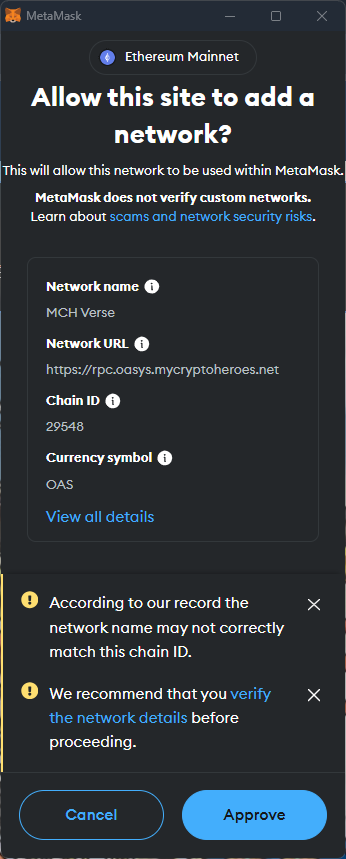 MetaMask
Ethereum Mainnet
Allow this site to add a
network?
This will allow this network to be used within MetaMask.
MetaMask does not verify custom networks.
Learn about scams and network security risks.
Network name
MCH Verse
Network URL
https://rpc.oasys.mycryptoheroes.net
Chain ID
29548
Currency symbol
OAS
View all details
According to our record the
network name may not correctly
match this chain ID.
We recommend that you verify
the network details before
proceeding.
Cancel
Approve